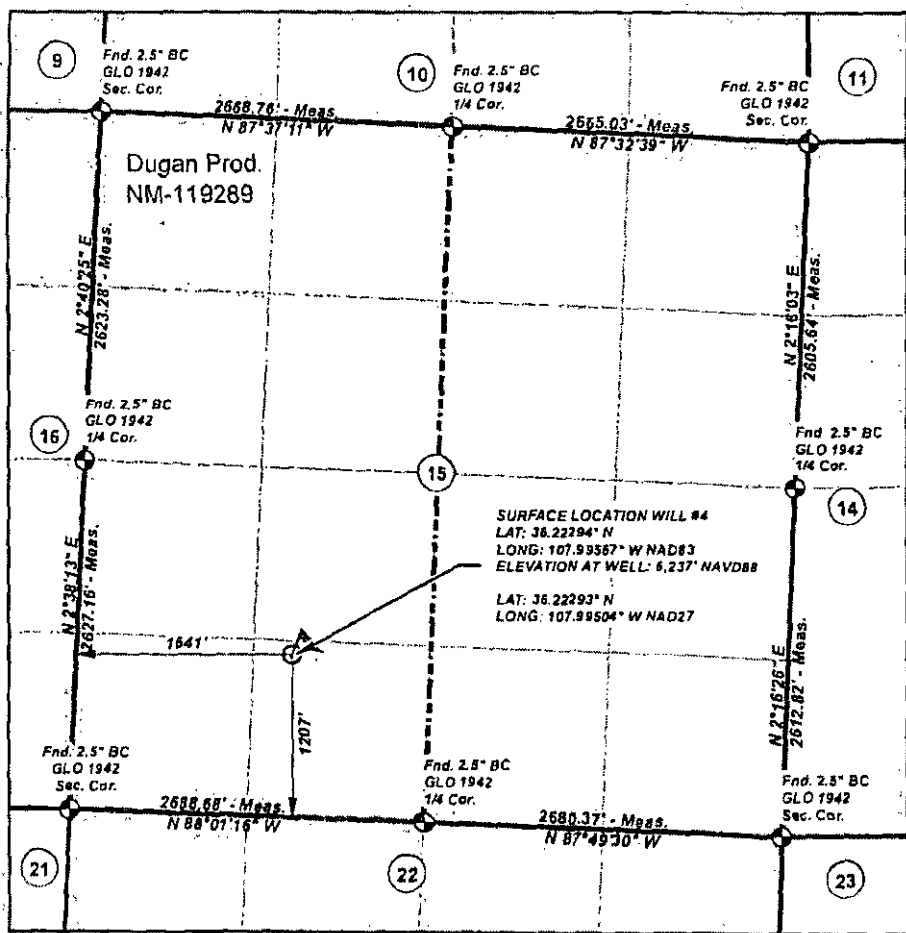 9
Fnd. 2.5" BC
GLO 1942
Sec. Cor.
10
Fnd. 2.5" BC
GLO 1942
1/4 Cor.
Fnd. 2.5" BC
GLO 1942
Sec. Cor.
11
2668.76' - Meas.
N 87°37'11" W
2665.03' - Meas.
N 87°32'39" W
Dugan Prod.
NM-119289
N 2°40'25" E
2623.28' - Meas.
N 2°16'03" E
2605.64' - Meas.
16
Fnd. 2.5" BC
GLO 1942
1/4 Cor.
15
Fnd. 2.5" BC
GLO 1942
1/4 Cor.
14
SURFACE LOCATION WILL #4
LAT: 36.22294° N
LONG: 107.99567° W NAD83
ELEVATION AT WELL: 6,237' NAVD88
LAT: 36.22293° N
LONG: 107.99504° W NAD27
N 2°38'13" E
2627.16' - Meas.
1641'
1207'
N 2°16'26" E
2612.82' - Meas.
Fnd. 2.5" BC
GLO 1942
Sec. Cor.
Fnd. 2.5" BC
GLO 1942
1/4 Cor.
Fnd. 2.5" BC
GLO 1942
Sec. Cor.
2688.68' - Meas.
N 88°01'16" W
2680.37' - Meas.
N 87°49'30" W
21
22
23